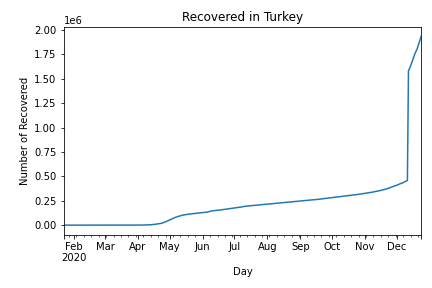 Recovered in Turkey
1e6
2.00
1.75
1.50
1.25
1.00
0.75
0.50
0.25
0.00
Number of Recovered
Feb Mar Apr May Jun Jul Aug Sep Oct Nov Dec
2020
Day